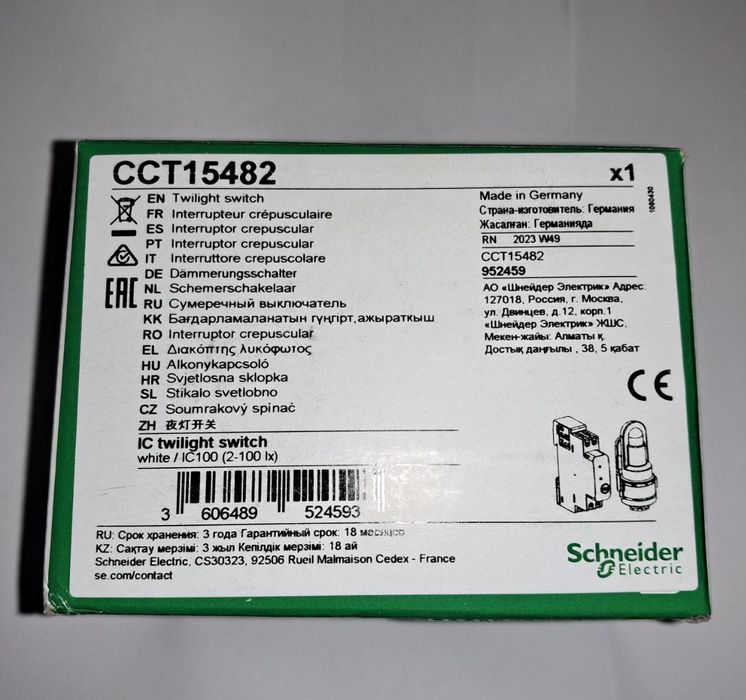 CCT15482
x1
EN Twilight switch
FR Interrupteur crépusculaire
ES Interruptor crepuscular
PT Interruptor crepuscular
IT Interruttore crepuscolare
DE Dämmerungsschalter
NL Schemerschakelaar
RU Сумеречный выключатель
KK Бағдарламаланатын гүңгірт,ажыратқыш
RO Interruptor crepuscular
EL Διακόπτης λυκόφωτος
HU Alkonykapcsoló
HR Svjetlosna sklopka
SL Stikalo svetlobno
CZ Soumrakový spínač
ZH 夜灯开关
EAC
IC twilight switch
white / IC100 (2-100 lx)
3 606489 524593
Made in Germany
Страна-изготовитель: Германия
Жасалған: Германияда
RN 2023 W49
CCT15482
952459
АО «Шнейдер Электрик» Адрес:
127018, Россия, г. Москва,
ул. Двинцев, д.12, корп.1
«Шнейдер Электрик» ЖШС,
Мекен-жайы: Алматы қ.
Достық даңғылы , 38, 5 қабат
1060430
CE
RU: Срок хранения: 3 года Гарантийный срок: 18 месяцев
KZ: Сақтау мерзімі: 3 жыл Кепілдік мерзімі: 18 ай
Schneider Electric, CS30323, 92506 Rueil Malmaison Cedex - France
se.com/contact
Schneider
Electric